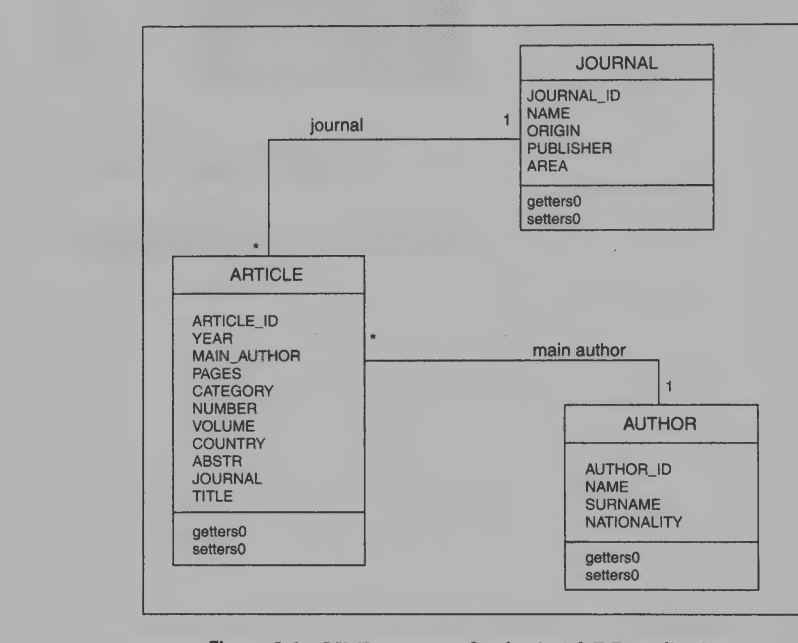 JOURNAL
JOURNAL_ID
NAME
ORIGIN
PUBLISHER
AREA
getters0
setters0
journal
1
*
ARTICLE
ARTICLE_ID
YEAR
MAIN_AUTHOR
PAGES
CATEGORY
NUMBER
VOLUME
COUNTRY
ABSTR
JOURNAL
TITLE
getters0
setters0
*
main author
1
AUTHOR
AUTHOR_ID
NAME
SURNAME
NATIONALITY
getters0
setters0